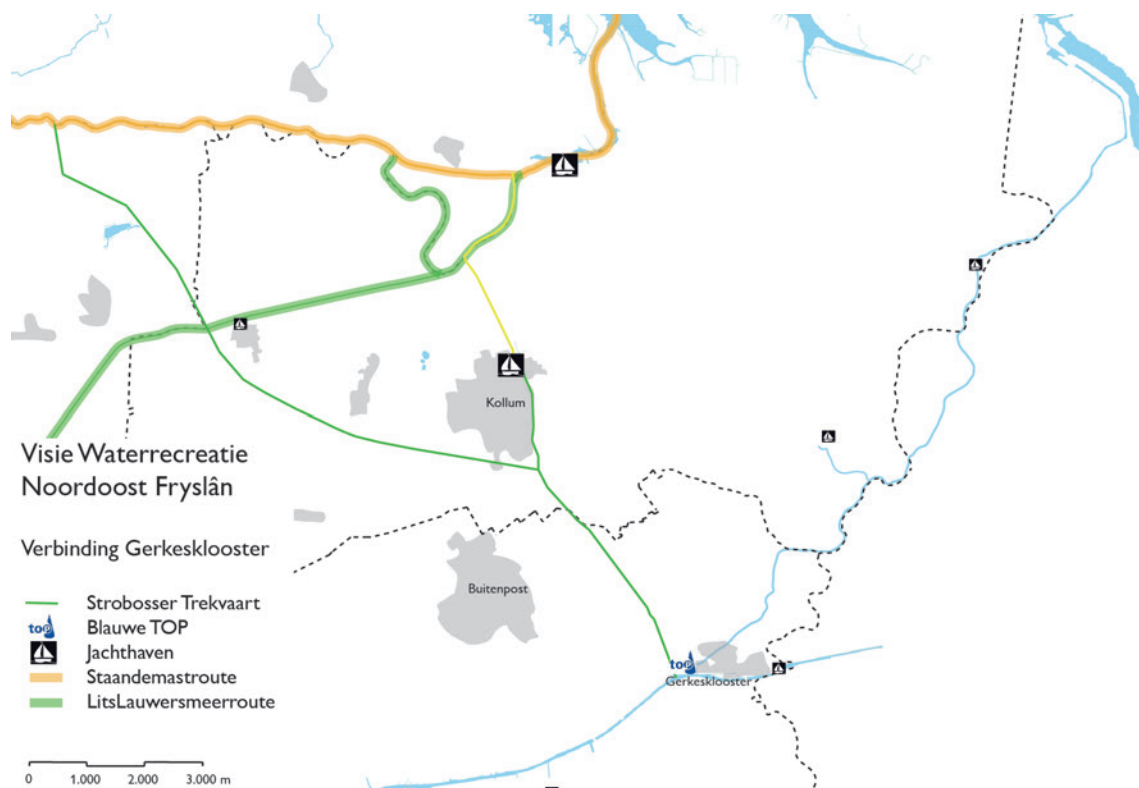 Kollum
Visie Waterrecreatie
Noordoost Fryslân
Verbinding Gerkesklooster
Buitenpost
Strobosser Trekvaart
top
Blauwe TOP
Jachthaven
Staandemastroute
LitsLauwersmeerroute
top
Gerkesklooster
0 1.000 2.000 3.000 m